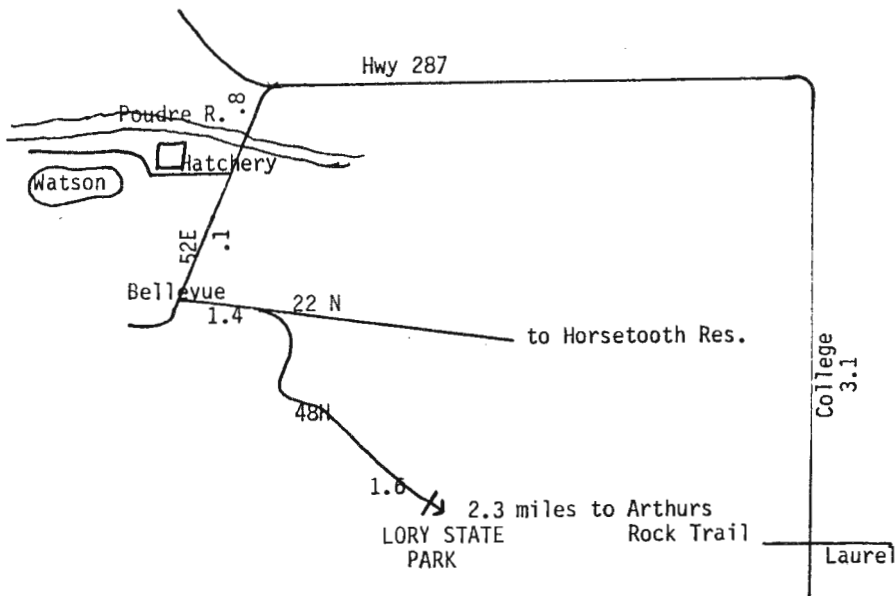 Hwy 287
Poudre R.
.8
Hatchery
Watson
52E
.1
Bellevue
1.4
22 N
to Horsetooth Res.
College
3.1
48N
1.6
2.3 miles to Arthurs
Rock Trail
LORY STATE
PARK
Laurel